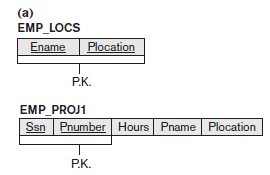 (a)
EMP_LOCS
Ename Plocation
P.K.
EMP_PROJ1
Ssn Pnumber Hours Pname Plocation
P.K.